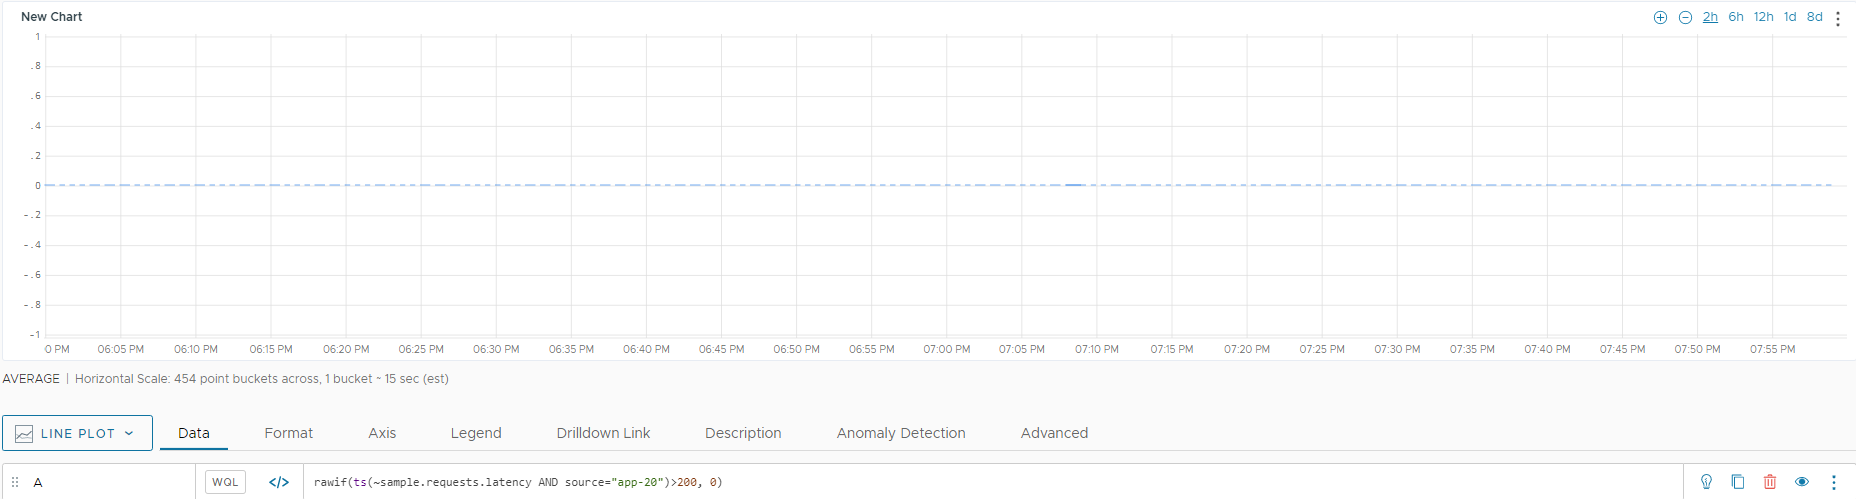 New Chart
2h 6h 12h 1d 8d
1
.8
.6
.4
.2
0
-.2
-.4
-.6
-.8
-1
0 PM 06:05 PM 06:10 PM 06:15 PM 06:20 PM 06:25 PM 06:30 PM 06:35 PM 06:40 PM 06:45 PM 06:50 PM 06:55 PM 07:00 PM 07:05 PM 07:10 PM 07:15 PM 07:20 PM 07:25 PM 07:30 PM 07:35 PM 07:40 PM 07:45 PM 07:50 PM 07:55 PM
AVERAGE | Horizontal Scale: 454 point buckets across, 1 bucket ~ 15 sec (est)
LINE PLOT Data Format Axis Legend Drilldown Link Description Anomaly Detection Advanced
A WQL </> rawif(ts(~sample.requests.latency AND source="app-20")>200, 0)